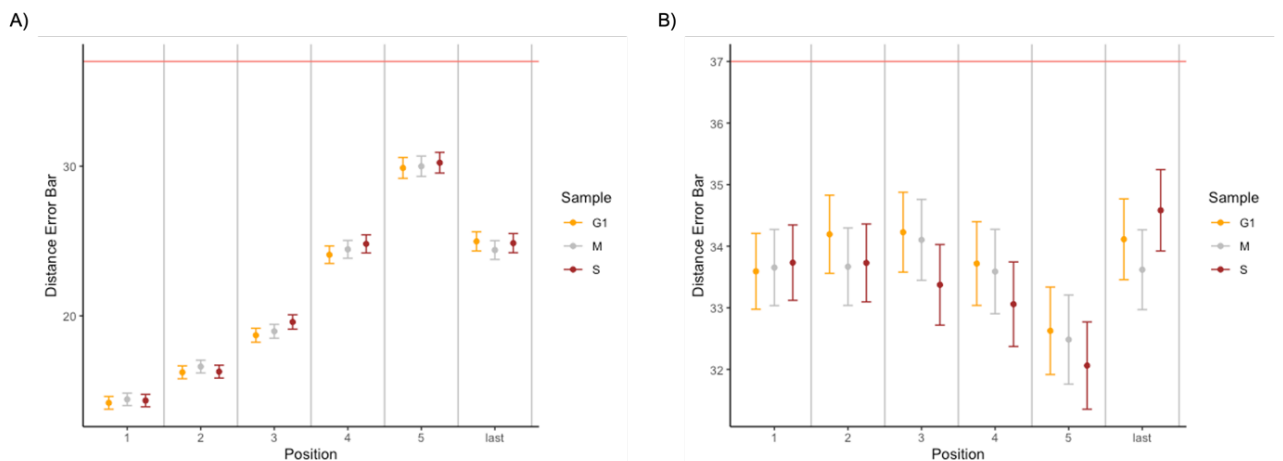 A)
Distance Error Bar
30
20
1 2 3 4 5 last
Position
Sample
G1
M
S
B)
Distance Error Bar
37
36
35
34
33
32
1 2 3 4 5 last
Position
Sample
G1
M
S